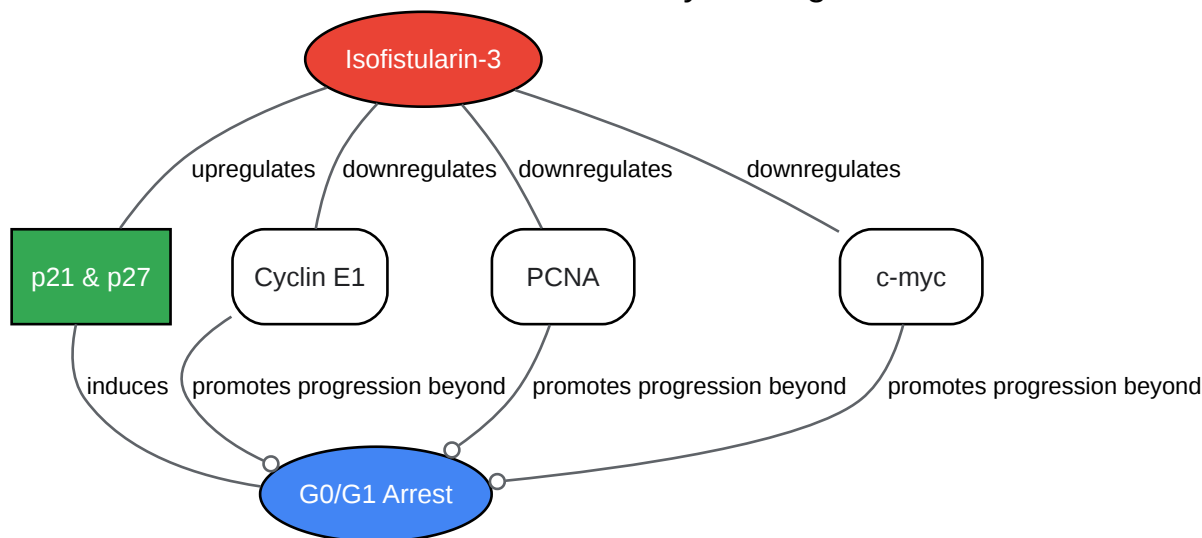 Isofistularin-3
upregulates
downregulates
downregulates
downregulates
p21 & p27
Cyclin E1
PCNA
c-myc
induces
promotes progression beyond
promotes progression beyond
promotes progression beyond
G0/G1 Arrest